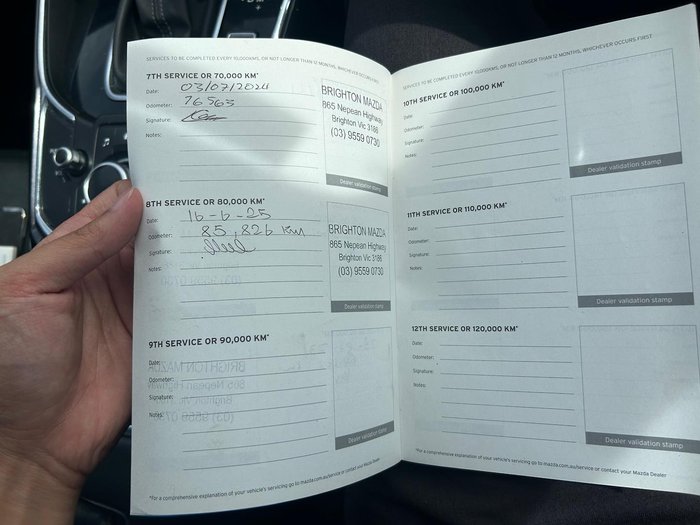 SERVICES TO BE COMPLETED EVERY 10,000KMS, OR NOT LONGER THAN 12 MONTHS, WHICHEVER OCCURS FIRST
7TH SERVICE OR 70,000 KM*
Date: 03/07/2024
Odometer: 76563
Signature:
Notes:
BRIGHTON MAZDA
865 Nepean Highway
Brighton Vic 3186
(03) 9559 0730
Dealer validation stamp
8TH SERVICE OR 80,000 KM*
Date: 16-6-25
Odometer: 85,826 km
Signature:
Notes:
BRIGHTON MAZDA
865 Nepean Highway
Brighton Vic 3186
(03) 9559 0730
Dealer validation stamp
9TH SERVICE OR 90,000 KM*
Date:
Odometer:
Signature:
Notes:
Dealer validation stamp
*For a comprehensive explanation of your vehicle's servicing go to mazda.com.au/service or contact your Mazda Dealer
SERVICES TO BE COMPLETED EVERY 10,000KMS, OR NOT LONGER THAN 12 MONTHS, WHICHEVER OCCURS FIRST
10TH SERVICE OR 100,000 KM*
Date:
Odometer:
Signature:
Notes:
Dealer validation stamp
11TH SERVICE OR 110,000 KM*
Date:
Odometer:
Signature:
Notes:
Dealer validation stamp
12TH SERVICE OR 120,000 KM*
Date:
Odometer:
Signature:
Notes:
Dealer validation stamp
*For a comprehensive explanation of your vehicle's servicing go to mazda.com.au/service or contact your Mazda Dealer